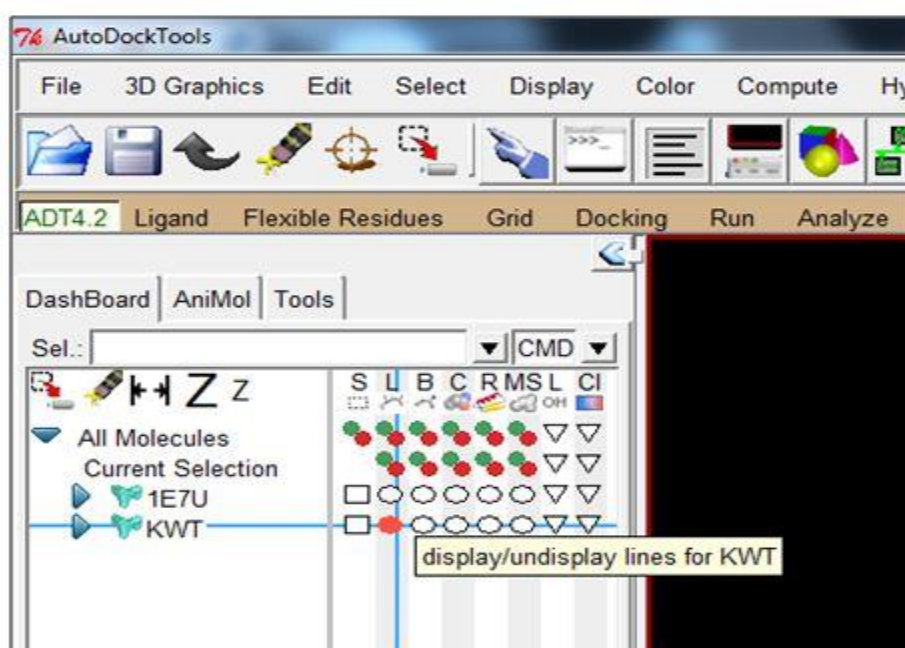 AutoDockTools
File 3D Graphics Edit Select Display Color Compute
>>>_
ADT4.2 Ligand Flexible Residues Grid Docking Run Analyze
DashBoard AniMol Tools
Sel.: CMD
Z Z S L B C R MS L Cl
OH
All Molecules
Current Selection
1E7U
KWT
display/undisplay lines for KWT